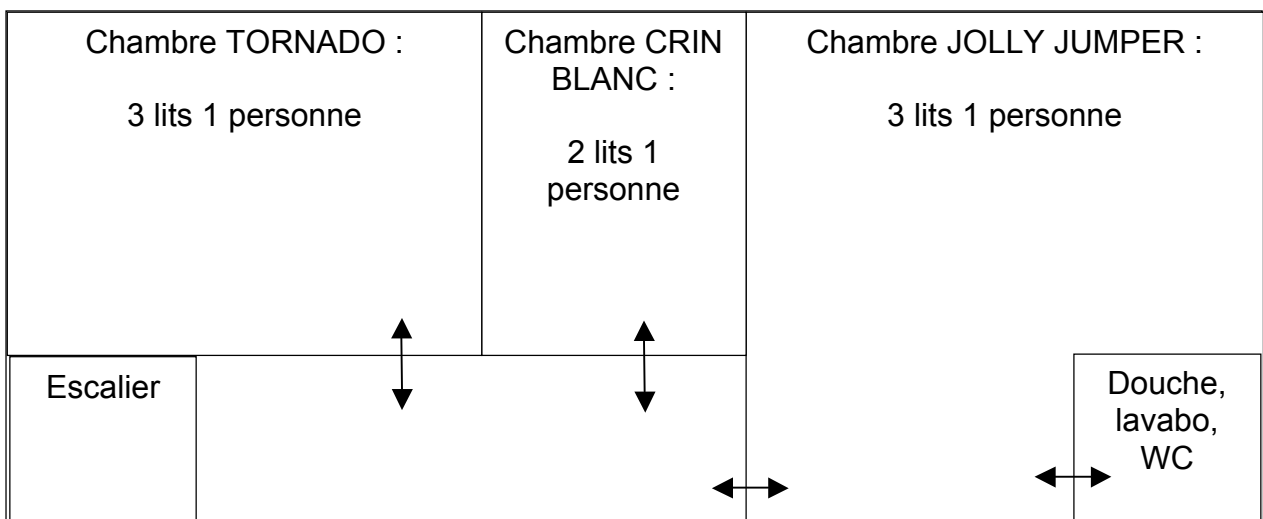 Chambre TORNADO :
3 lits 1 personne
Chambre CRIN
BLANC :
2 lits 1
personne
Chambre JOLLY JUMPER :
3 lits 1 personne
Escalier
Douche,
lavabo,
WC